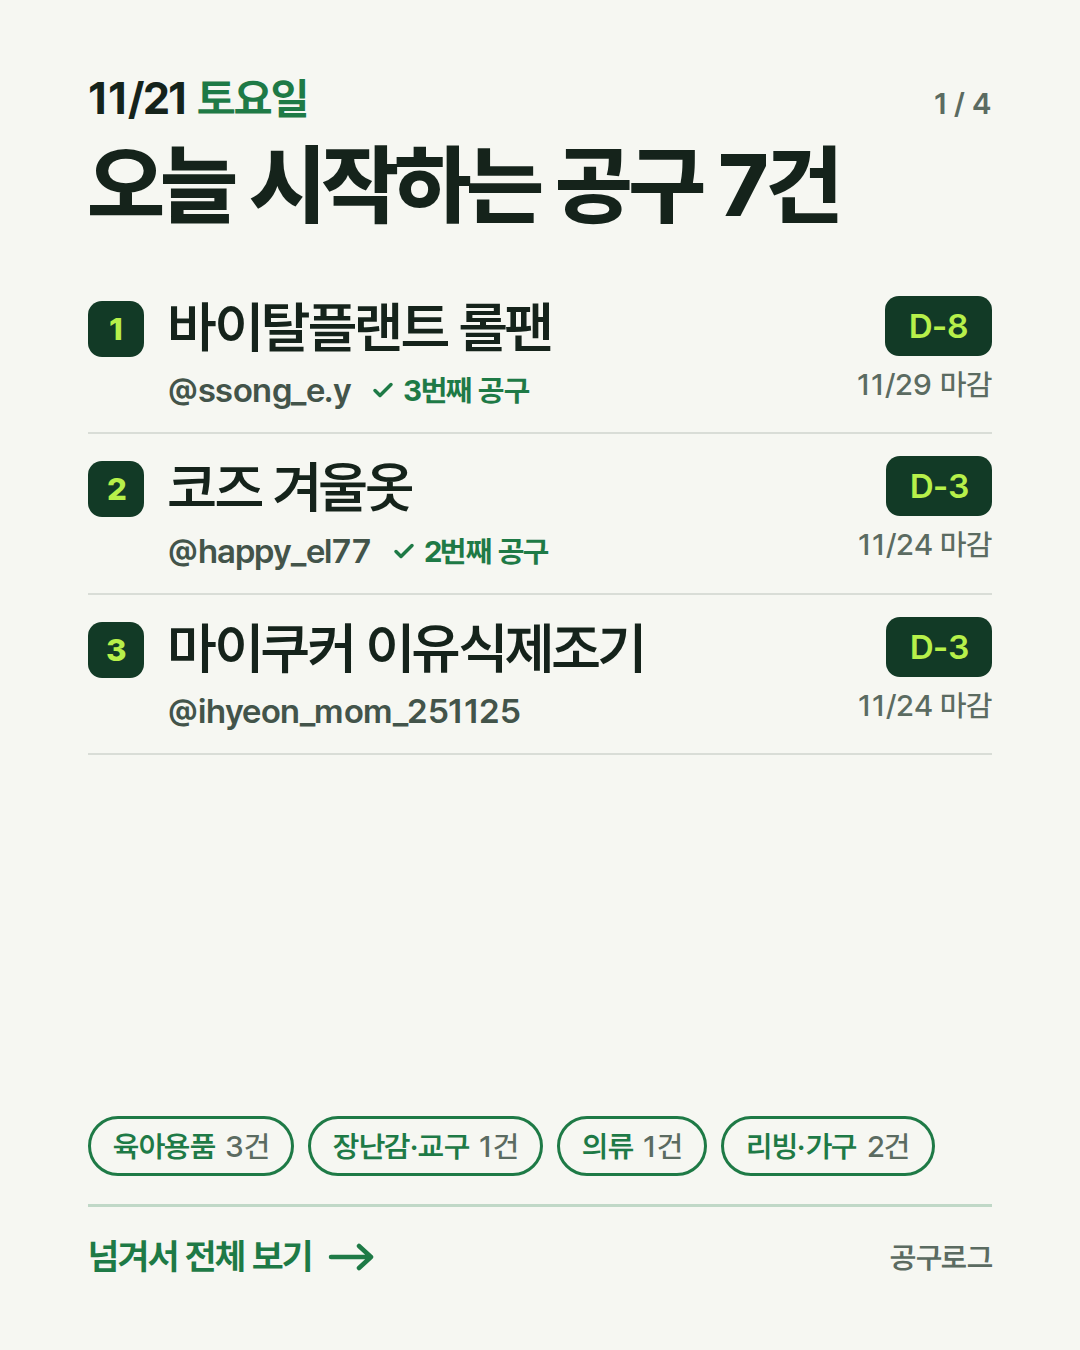 11/21 토요일
1 / 4
오늘 시작하는 공구 7건
1 바이탈플랜트 롤팬 D-8
@ssong_e.y ✓ 3번째 공구 11/29 마감
2 코즈 겨울옷 D-3
@happy_el77 ✓ 2번째 공구 11/24 마감
3 마이쿠커 이유식제조기 D-3
@ihyeon_mom_251125 11/24 마감
육아용품 3건 장난감·교구 1건 의류 1건 리빙·가구 2건
넘겨서 전체 보기 → 공구로그